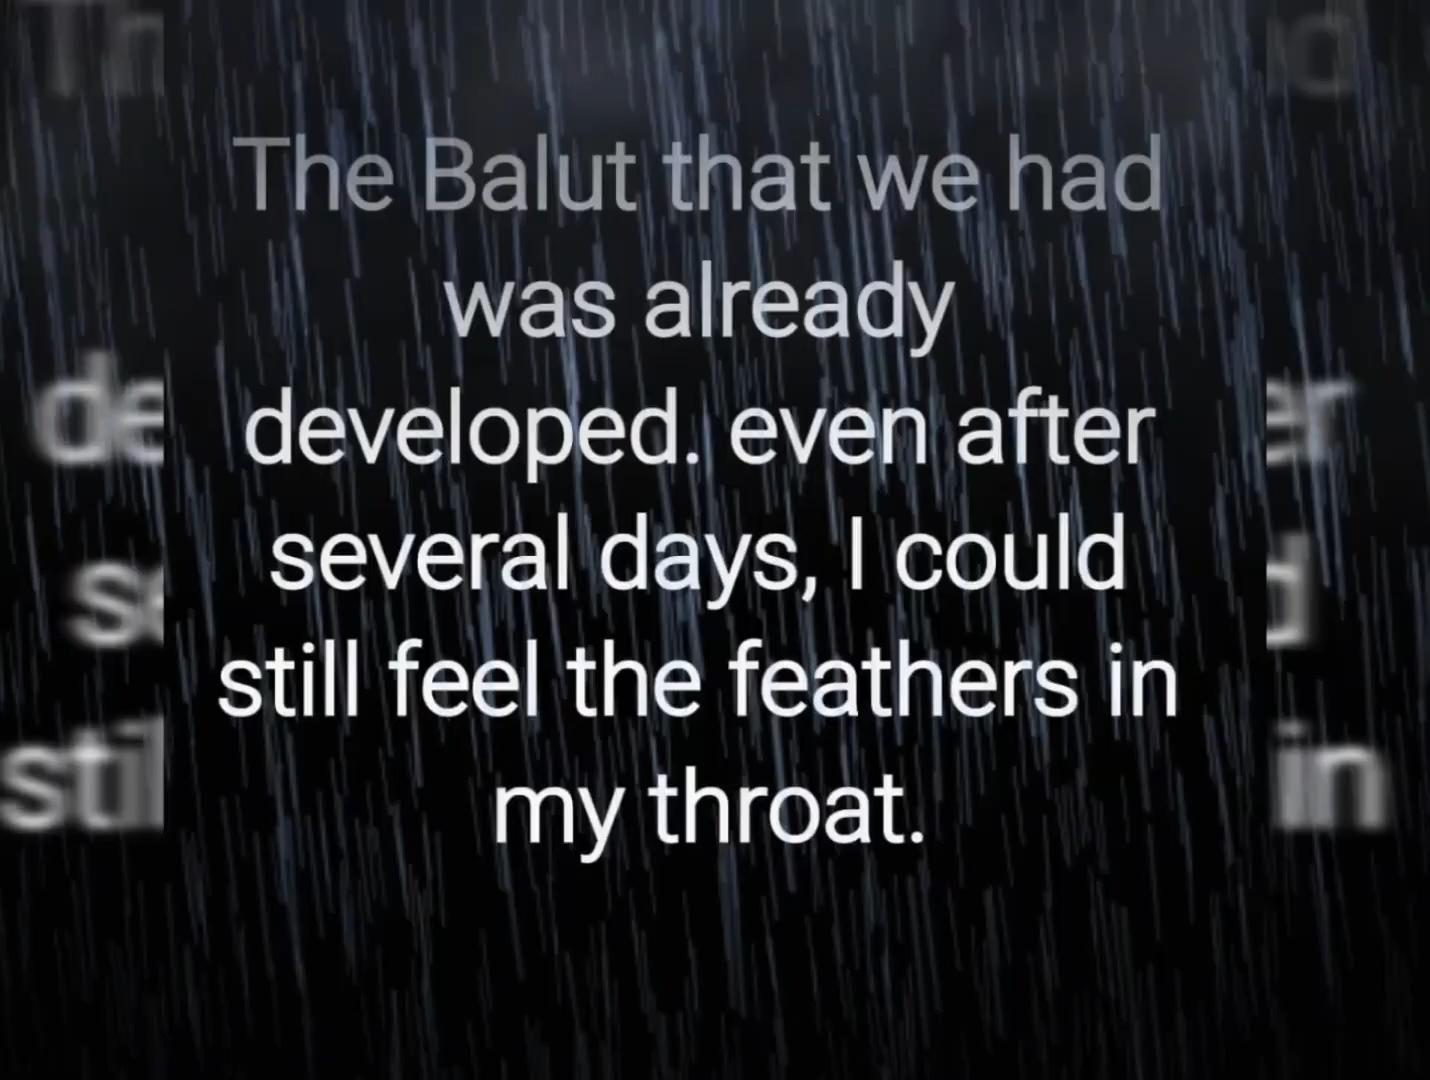 The Balut that we had
was already
developed. even after
several days, I could
still feel the feathers in
my throat.